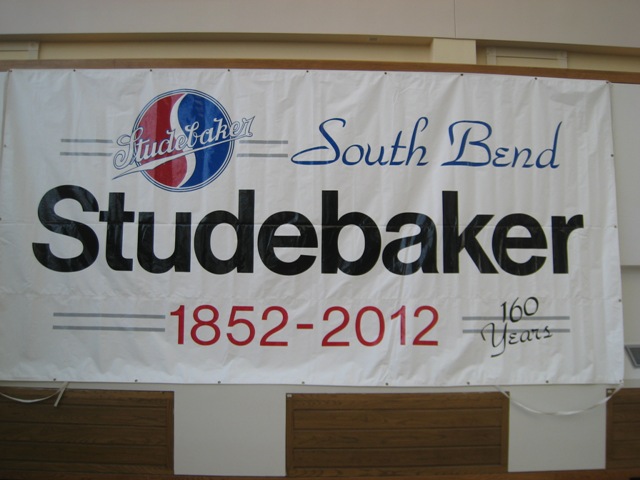 Studebaker South Bend
Studebaker
1852-2012 160
Years